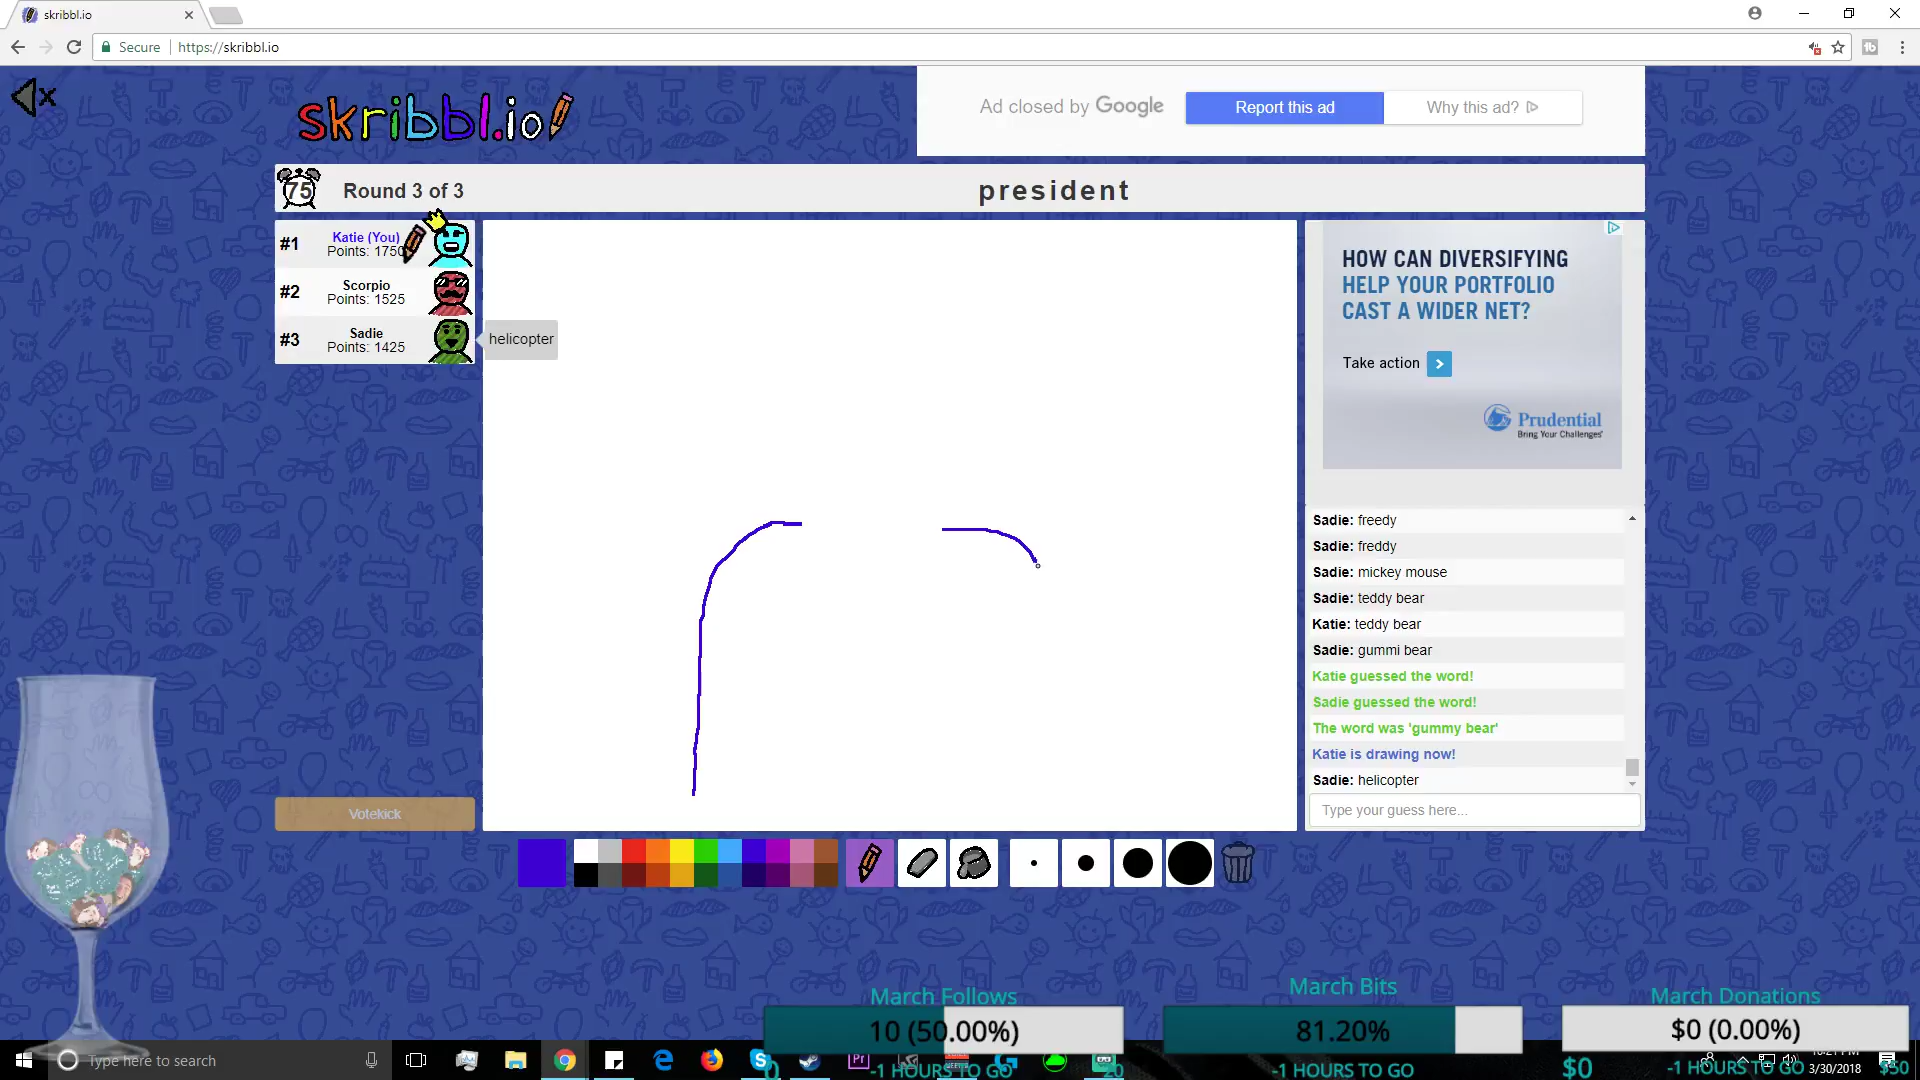 skribbl.io
Secure
https://skribbl.io
skribbl.io
Ad closed by Google
Report this ad
Why this ad?
75
Round 3 of 3
president
#1
Katie (You)
Points: 1750
#2
Scorpio
Points: 1525
#3
Sadie
Points: 1425
helicopter
HOW CAN DIVERSIFYING
HELP YOUR PORTFOLIO
CAST A WIDER NET?
Take action
Prudential
Bring Your Challenges
Sadie: freedy
Sadie: freddy
Sadie: mickey mouse
Sadie: teddy bear
Katie: teddy bear
Sadie: gummi bear
Katie guessed the word!
Sadie guessed the word!
The word was 'gummy bear'
Katie is drawing now!
Sadie: helicopter
Type your guess here...
Votekick
March Follows
10 (50.00%)
0
-1 HOURS TO GO
20
March Bits
81.20%
-1 HOURS TO GO
March Donations
$0 (0.00%)
$0
-1 HOURS TO GO
$50
Type here to search
Pr
3/30/2018